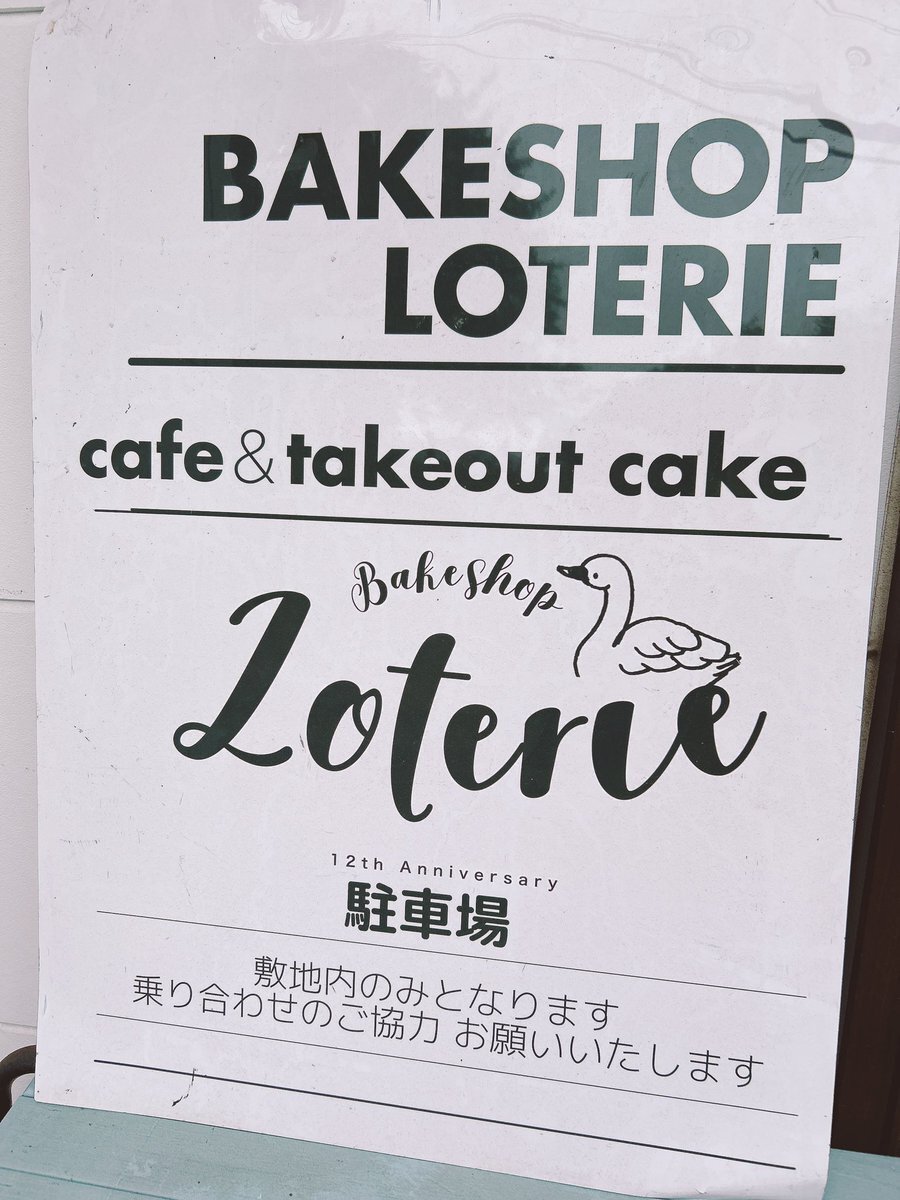 BAKESHOP
LOTERIE
cafe & takeout cake
Bakeshop
Loterie
12th Anniversary
駐車場
敷地内のみとなります
乗り合わせのご協力 お願いいたします